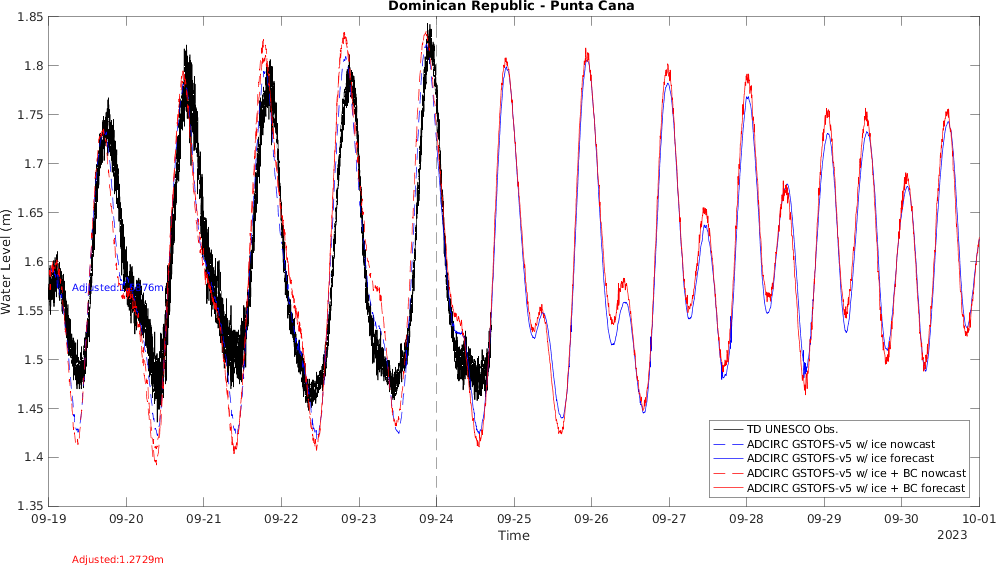 Dominican Republic - Punta Cana
Water Level (m)
1.85
1.8
1.75
1.7
1.65
1.6
1.55
1.5
1.45
1.4
1.35
Adjusted:
TD UNESCO Obs.
ADCIRC GSTOFS-v5 w/ ice nowcast
ADCIRC GSTOFS-v5 w/ ice forecast
ADCIRC GSTOFS-v5 w/ ice + BC nowcast
ADCIRC GSTOFS-v5 w/ ice + BC forecast
09-19 09-20 09-21 09-22 09-23 09-24 09-25 09-26 09-27 09-28 09-29 09-30 10-01
Time
2023
Adjusted:1.2729m